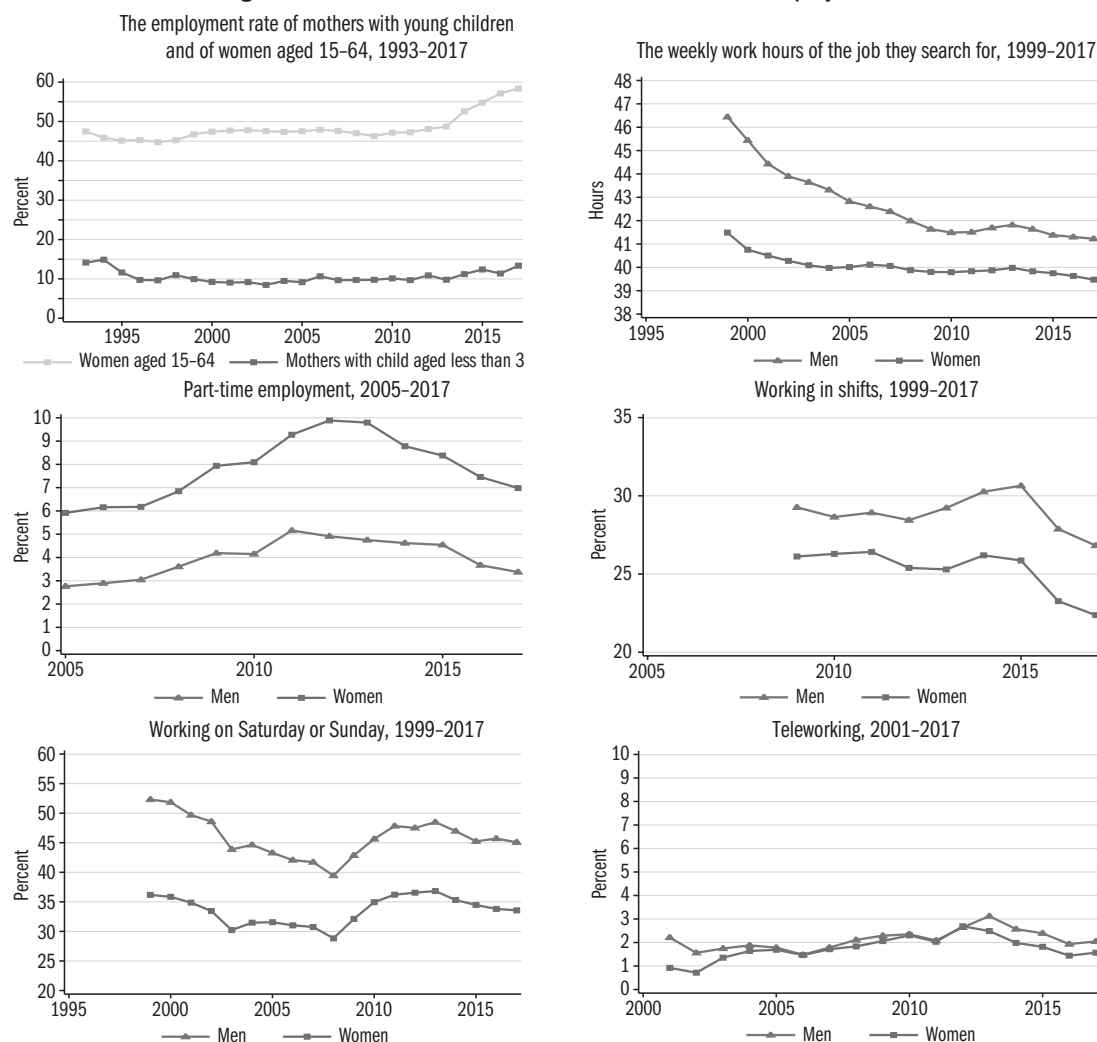 The employment rate of mothers with young children
and of women aged 15–64, 1993–2017
60
50
40
30
20
10
0
Percent
1995 2000 2005 2010 2015
Women aged 15–64 Mothers with child aged less than 3
The weekly work hours of the job they search for, 1999–2017
48
47
46
45
44
43
42
41
40
39
38
Hours
1995 2000 2005 2010 2015
Men Women
Part-time employment, 2005–2017
10
9
8
7
6
5
4
3
2
1
0
Percent
2005 2010 2015
Men Women
Working in shifts, 1999–2017
35
30
25
20
Percent
2005 2010 2015
Men Women
Working on Saturday or Sunday, 1999–2017
60
55
50
45
40
35
30
25
20
Percent
1995 2000 2005 2010 2015
Men Women
Teleworking, 2001–2017
10
9
8
7
6
5
4
3
2
1
0
Percent
2000 2005 2010 2015
Men Women